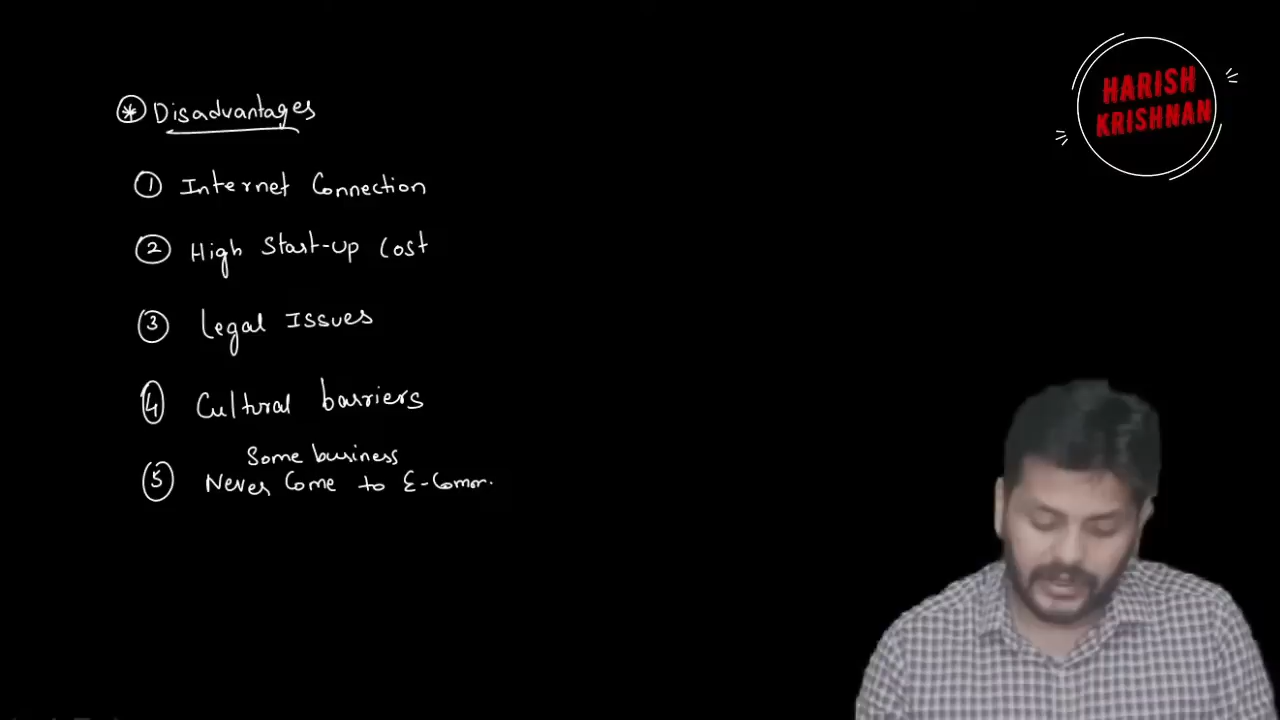 * Disadvantages
1 Internet Connection
2 High Start-up Cost
3 Legal Issues
4 Cultural barriers
Some business
5 Never Come to E-Comm.
HARISH
KRISHNAN